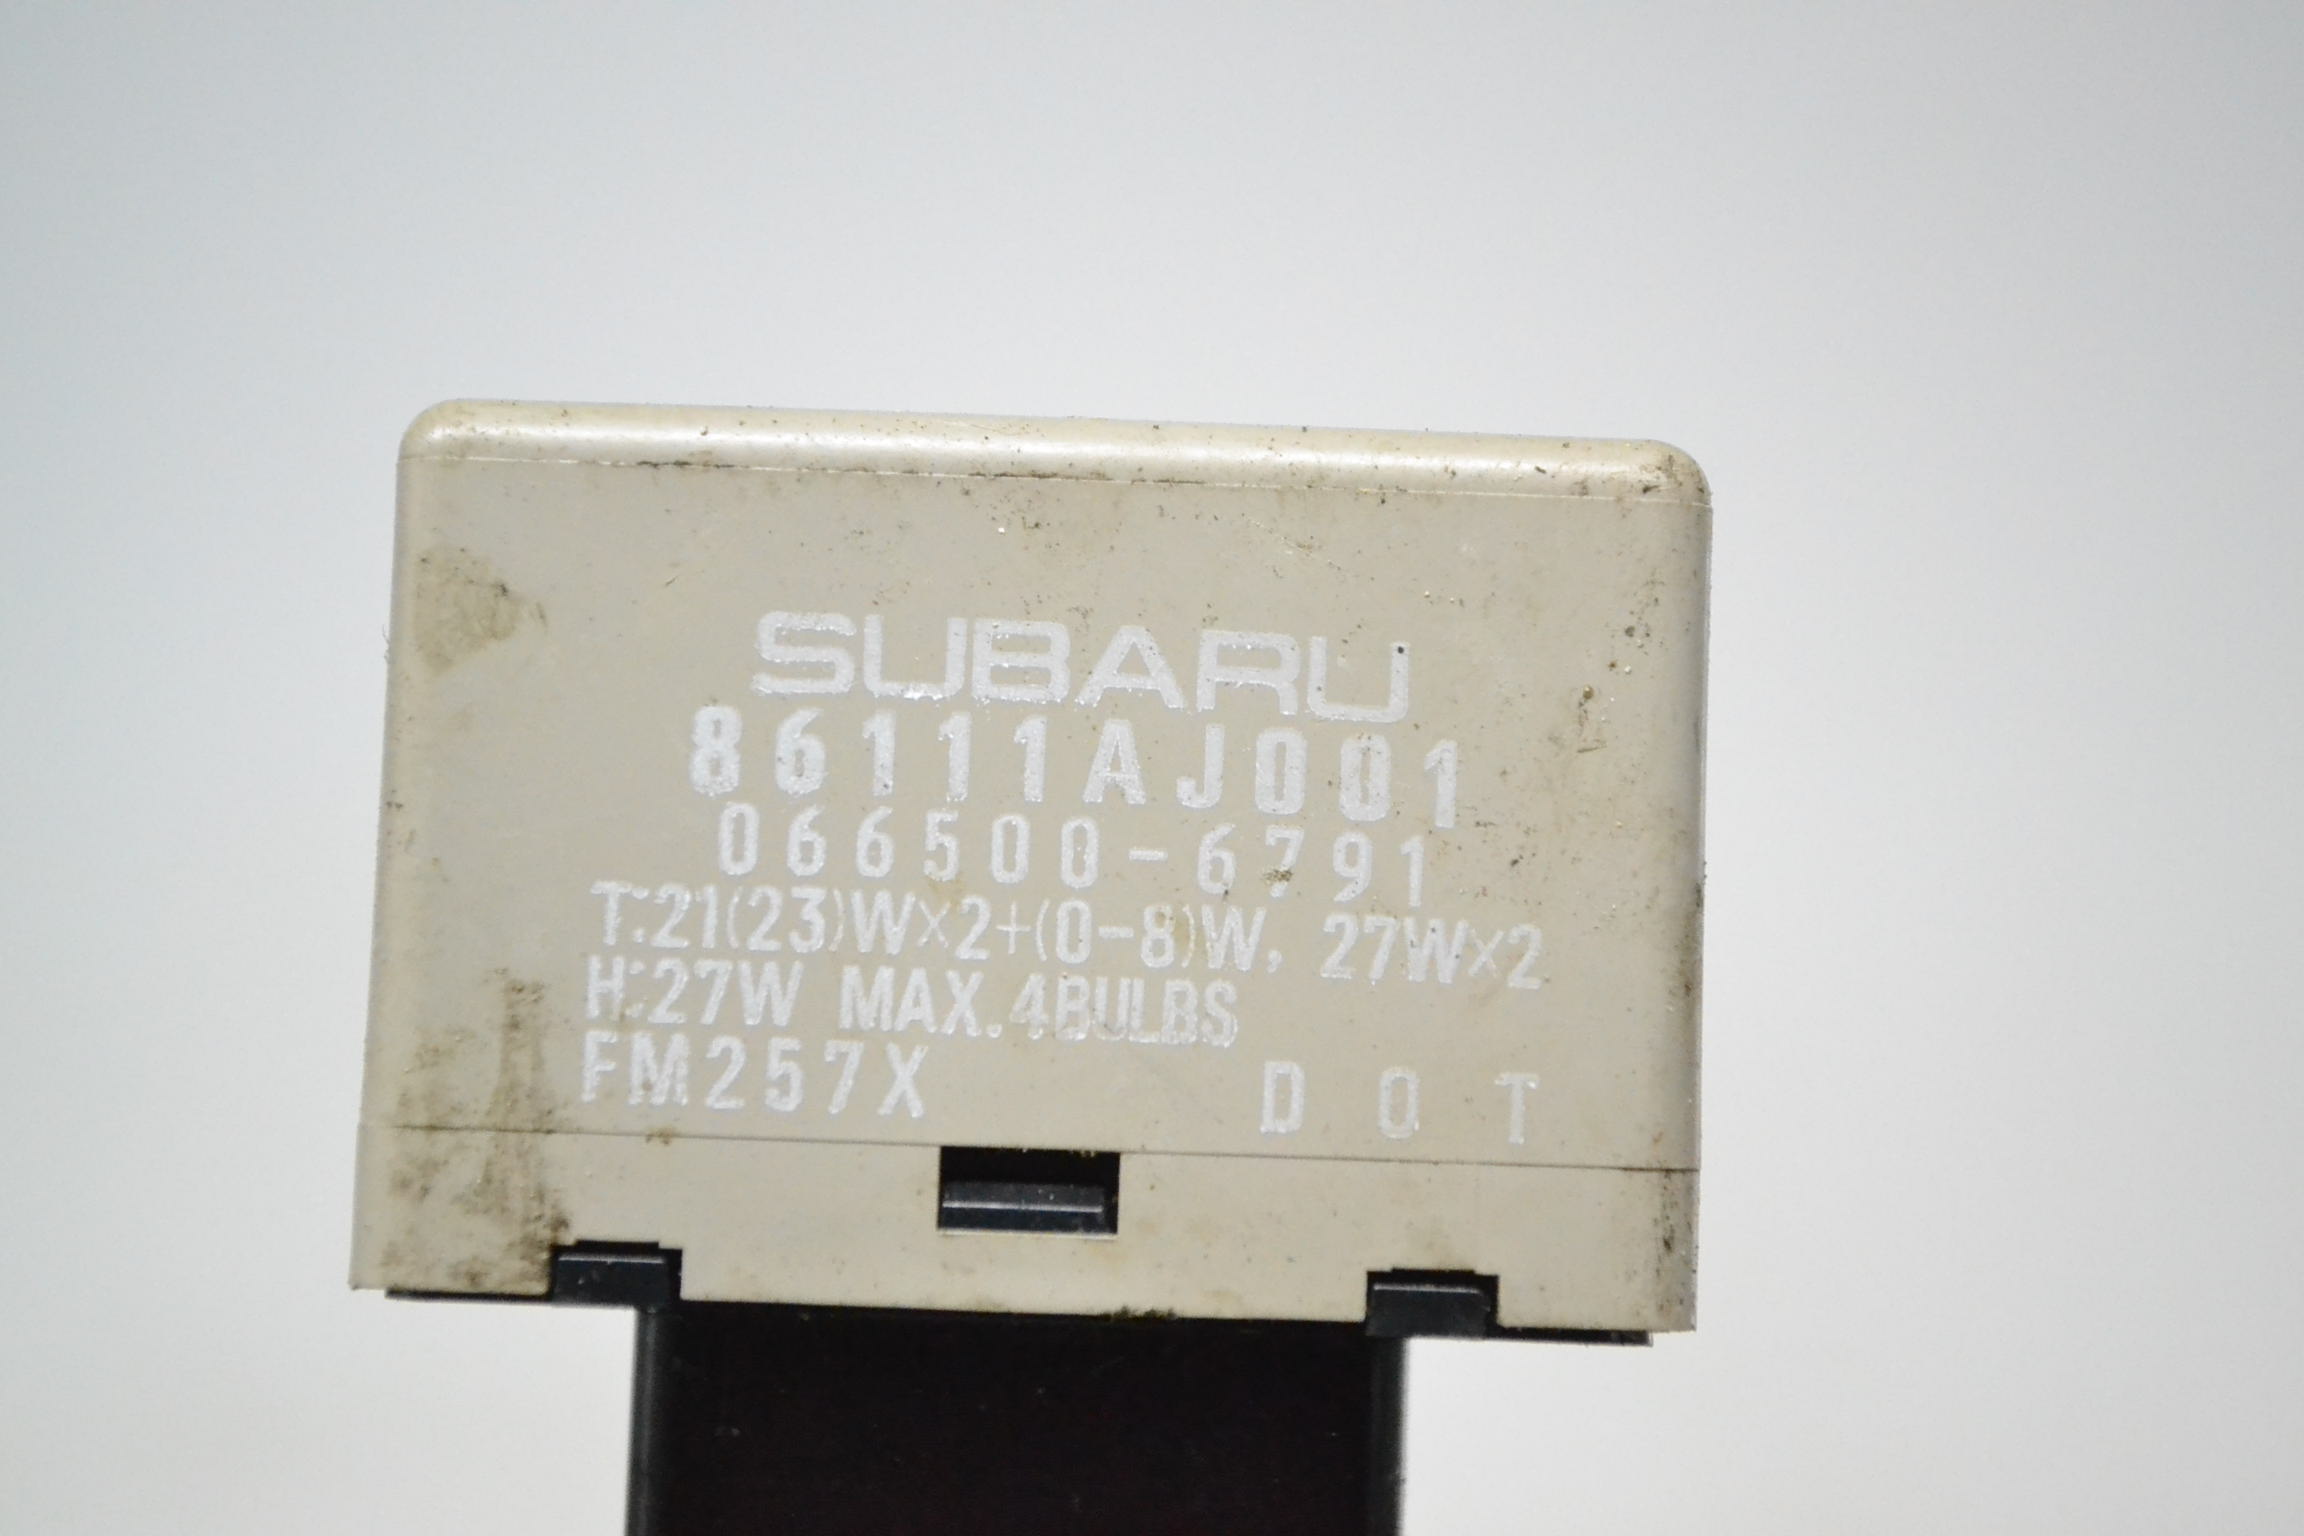 SUBARU
86111AJ001
066500-6791
T:21(23)W×2+(0-8)W, 27W×2
H:27W MAX.4BULBS
FM257X DOT